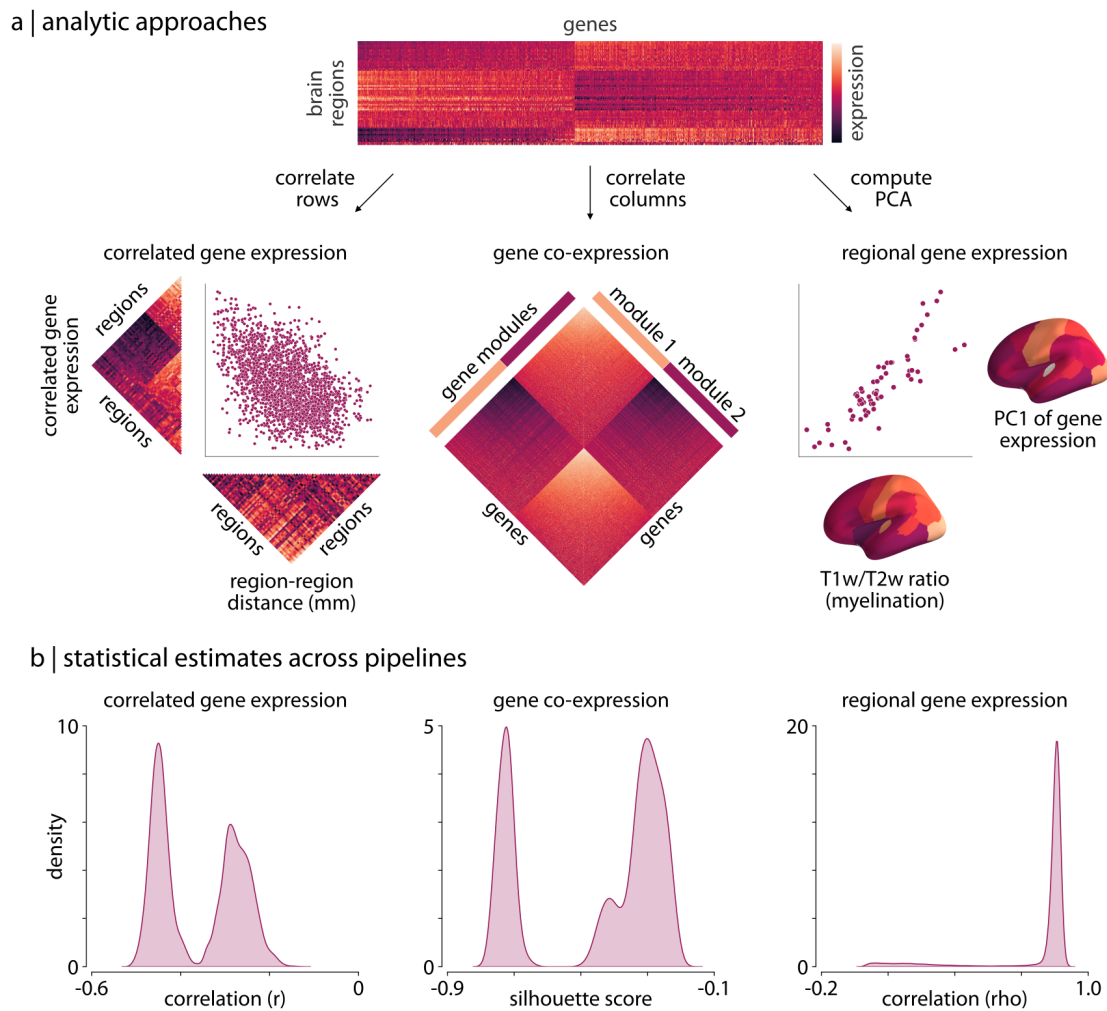 a | analytic approaches
genes
brain
regions
expression
correlate
rows
correlate
columns
compute
PCA
correlated gene expression
correlated gene
expression
regions
regions
regions
regions
region-region
distance (mm)
gene co-expression
gene modules
module 1
module 2
genes
genes
regional gene expression
PC1 of gene
expression
T1w/T2w ratio
(myelination)
b | statistical estimates across pipelines
correlated gene expression
10
density
0
-0.6
correlation (r)
0
gene co-expression
5
0
-0.9
silhouette score
-0.1
regional gene expression
20
0
-0.2
correlation (rho)
1.0